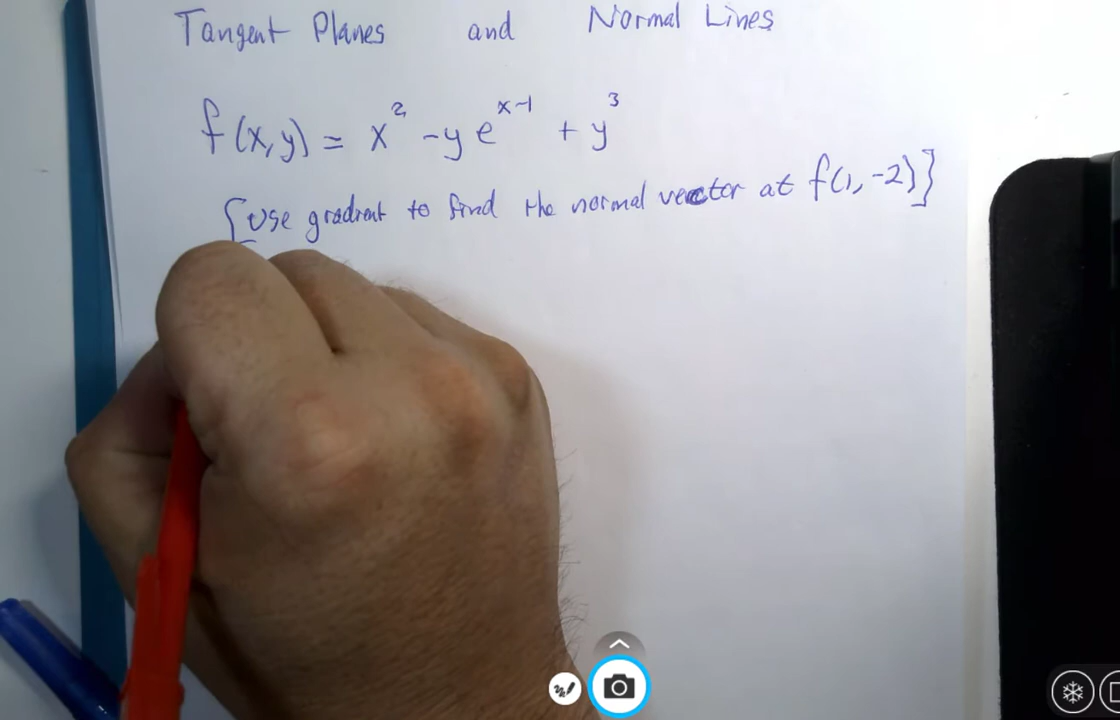 Tangent Planes and Normal Lines
f(x,y) = x² - y e^{x-1} + y³
[Use gradient to find the normal vector at f(1, -2)]